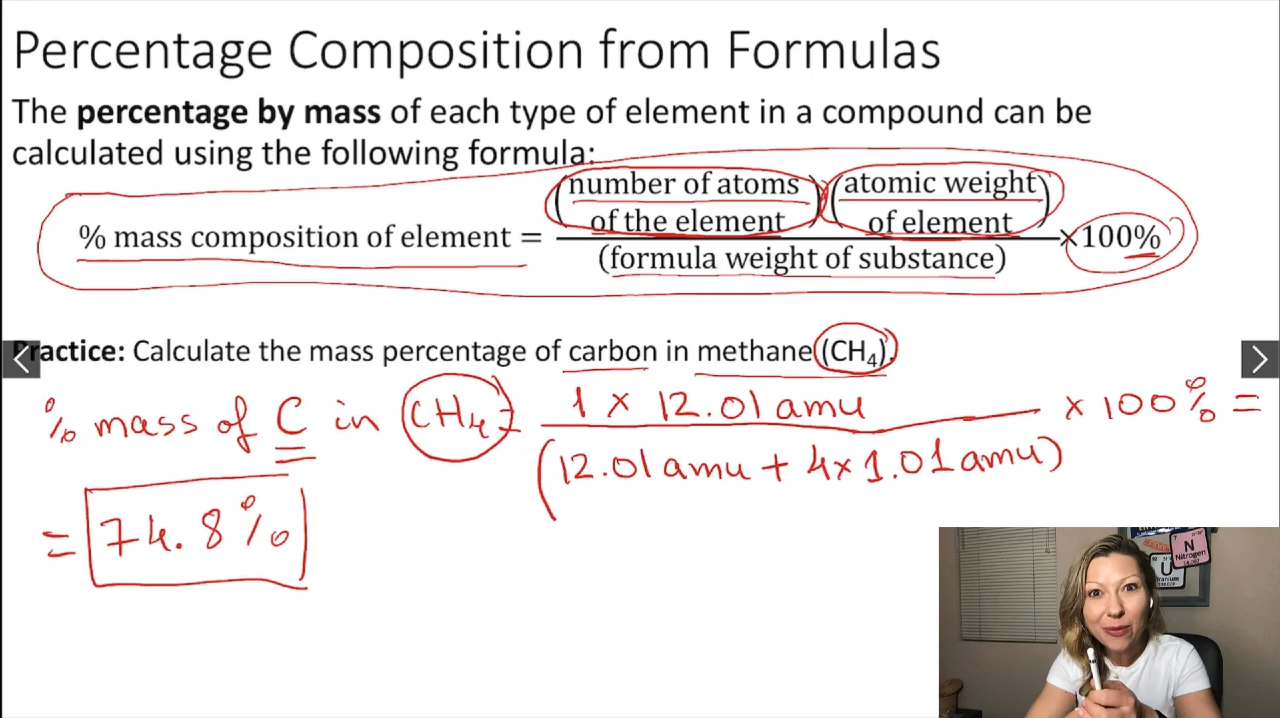 Percentage Composition from Formulas
The percentage by mass of each type of element in a compound can be
calculated using the following formula:
% mass composition of element = (number of atoms of the element)(atomic weight of element) / (formula weight of substance) ×100%
Practice: Calculate the mass percentage of carbon in methane (CH₄).
% mass of C in CH₄ = 1 x 12.01 amu / (12.01 amu + 4 x 1.01 amu) x 100% =
= 74.8%
N
Nitrogen
U
Uranium